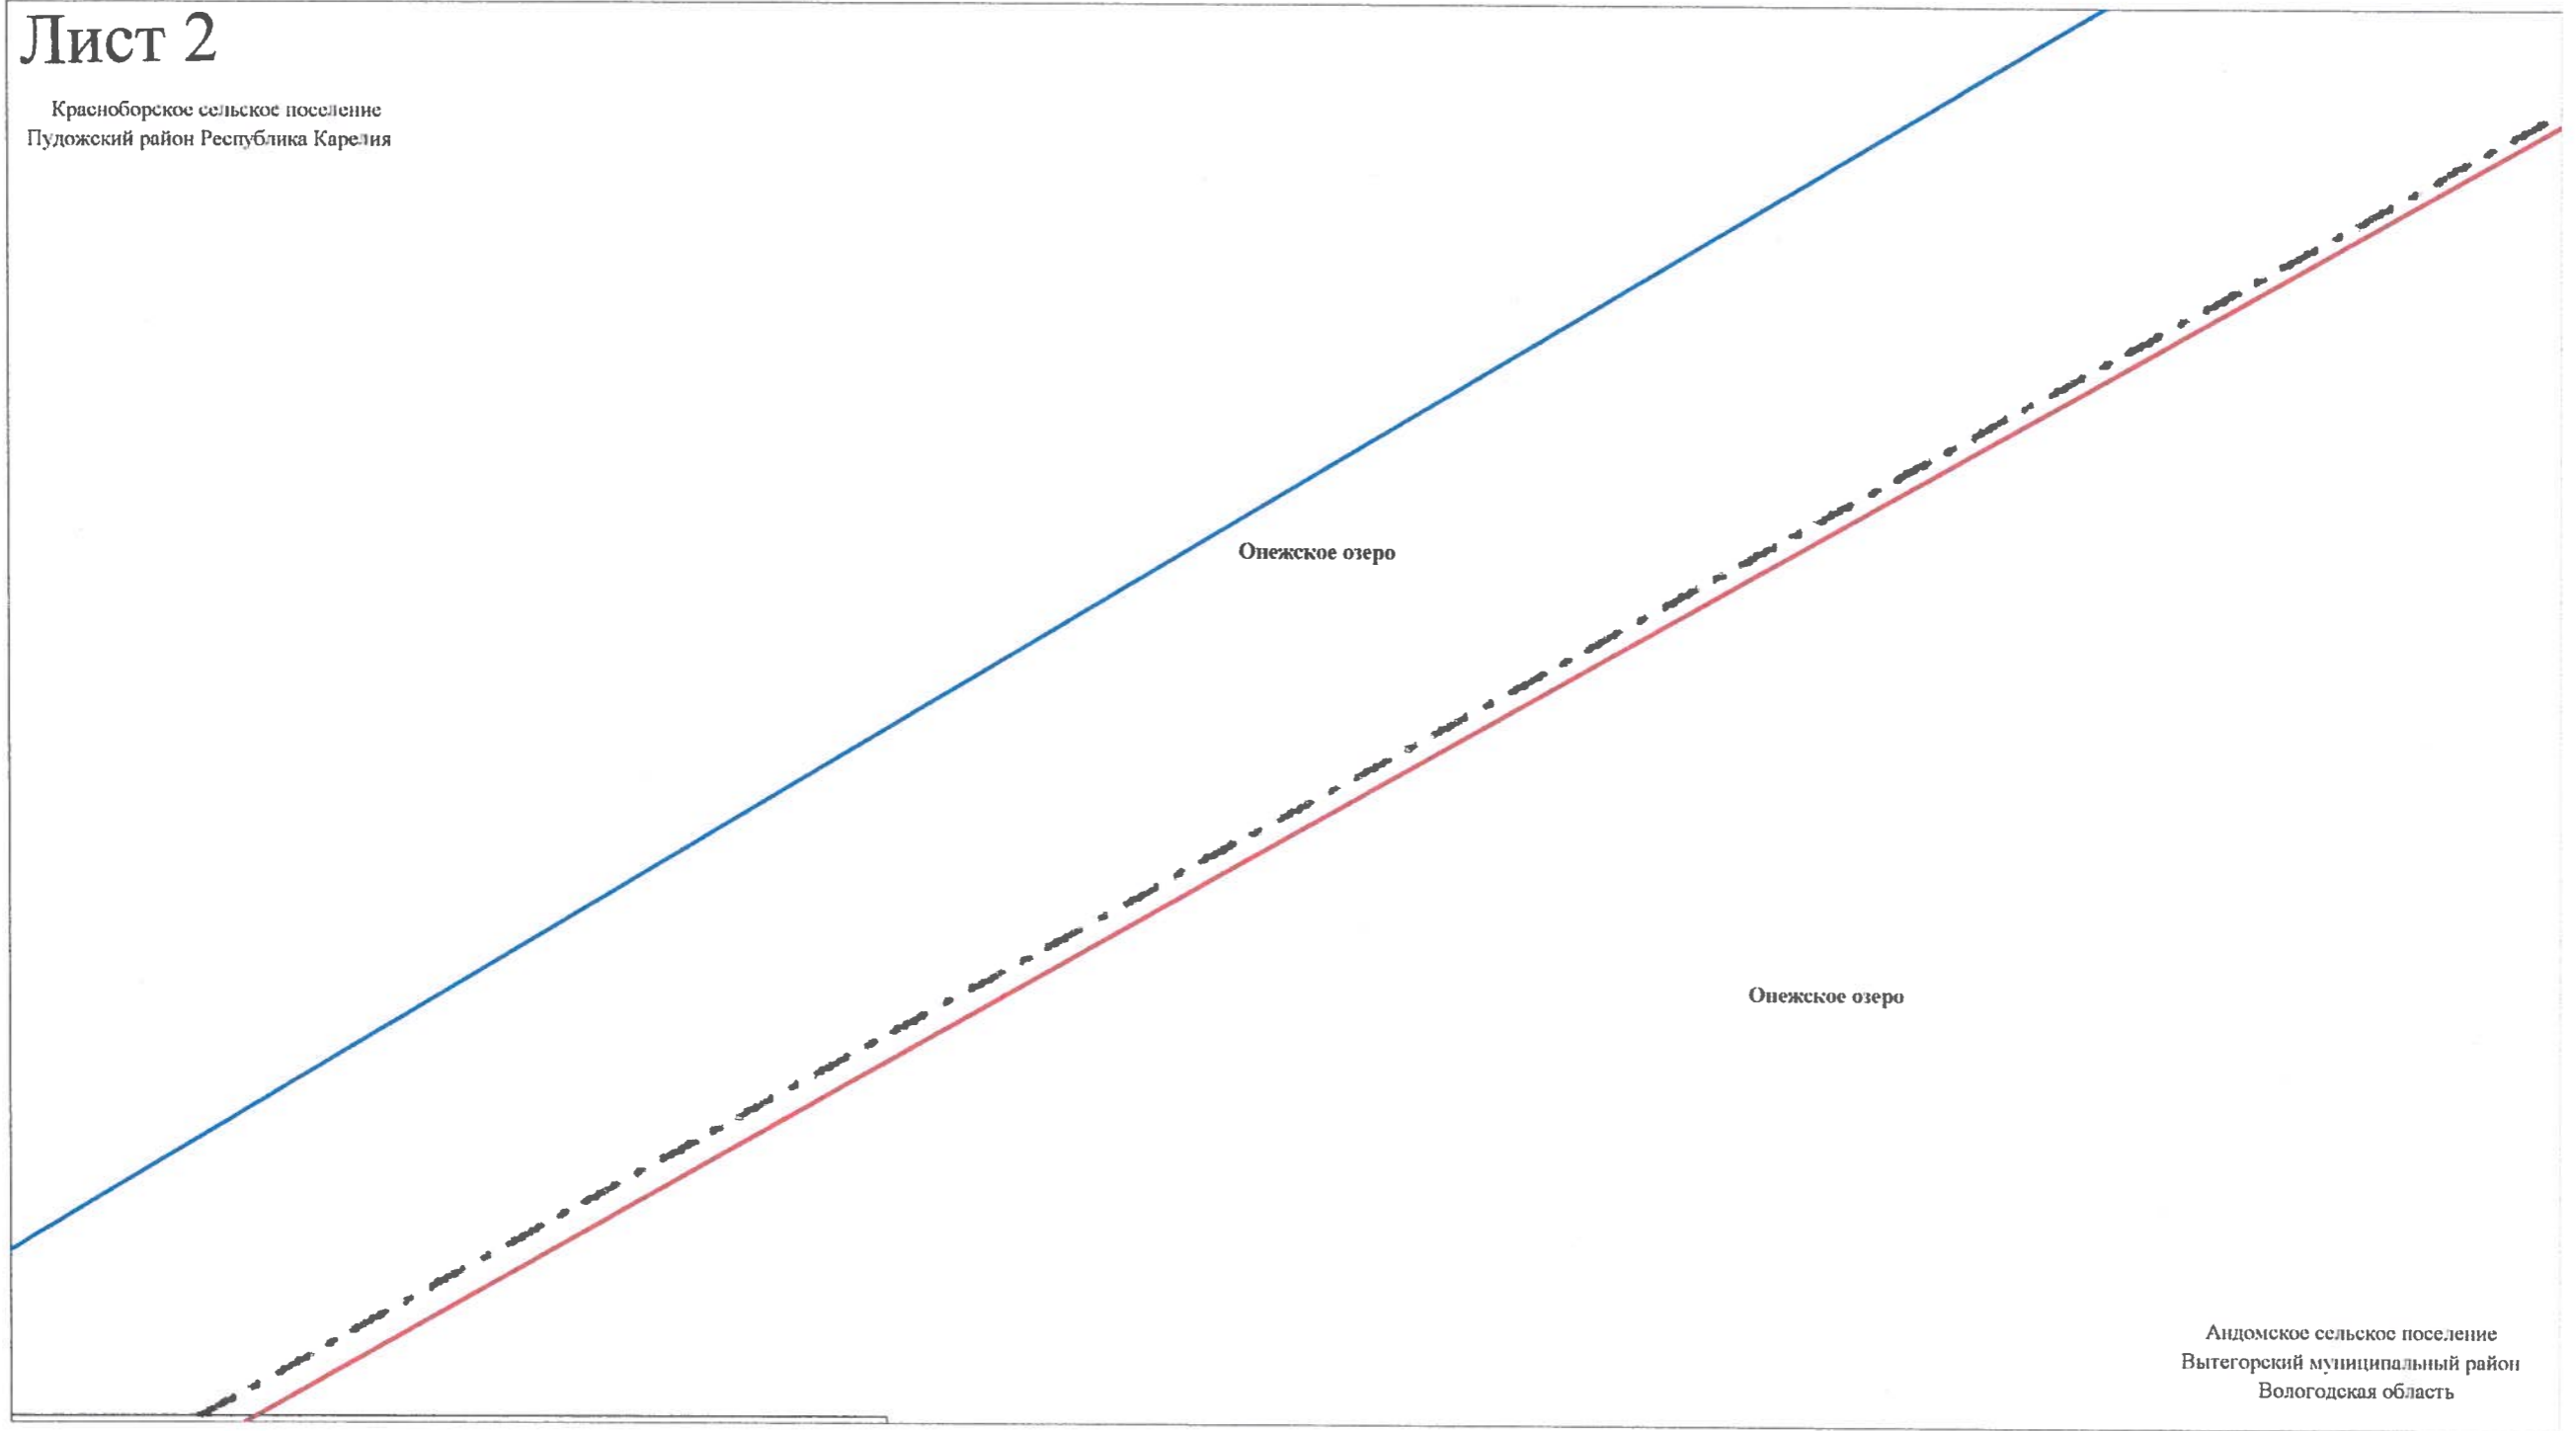 Лист 2
Красноборское сельское поселение
Пудожский район Республика Карелия
Онежское озеро
Онежское озеро
Андомское сельское поселение
Вытегорский муниципальный район
Вологодская область